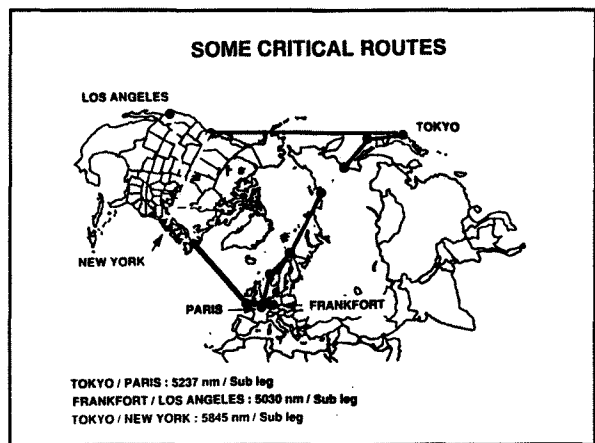 SOME CRITICAL ROUTES
LOS ANGELES
TOKYO
NEW YORK
PARIS
FRANKFORT
TOKYO / PARIS : 5237 nm / Sub leg
FRANKFORT / LOS ANGELES : 5030 nm / Sub leg
TOKYO / NEW YORK : 5845 nm / Sub leg